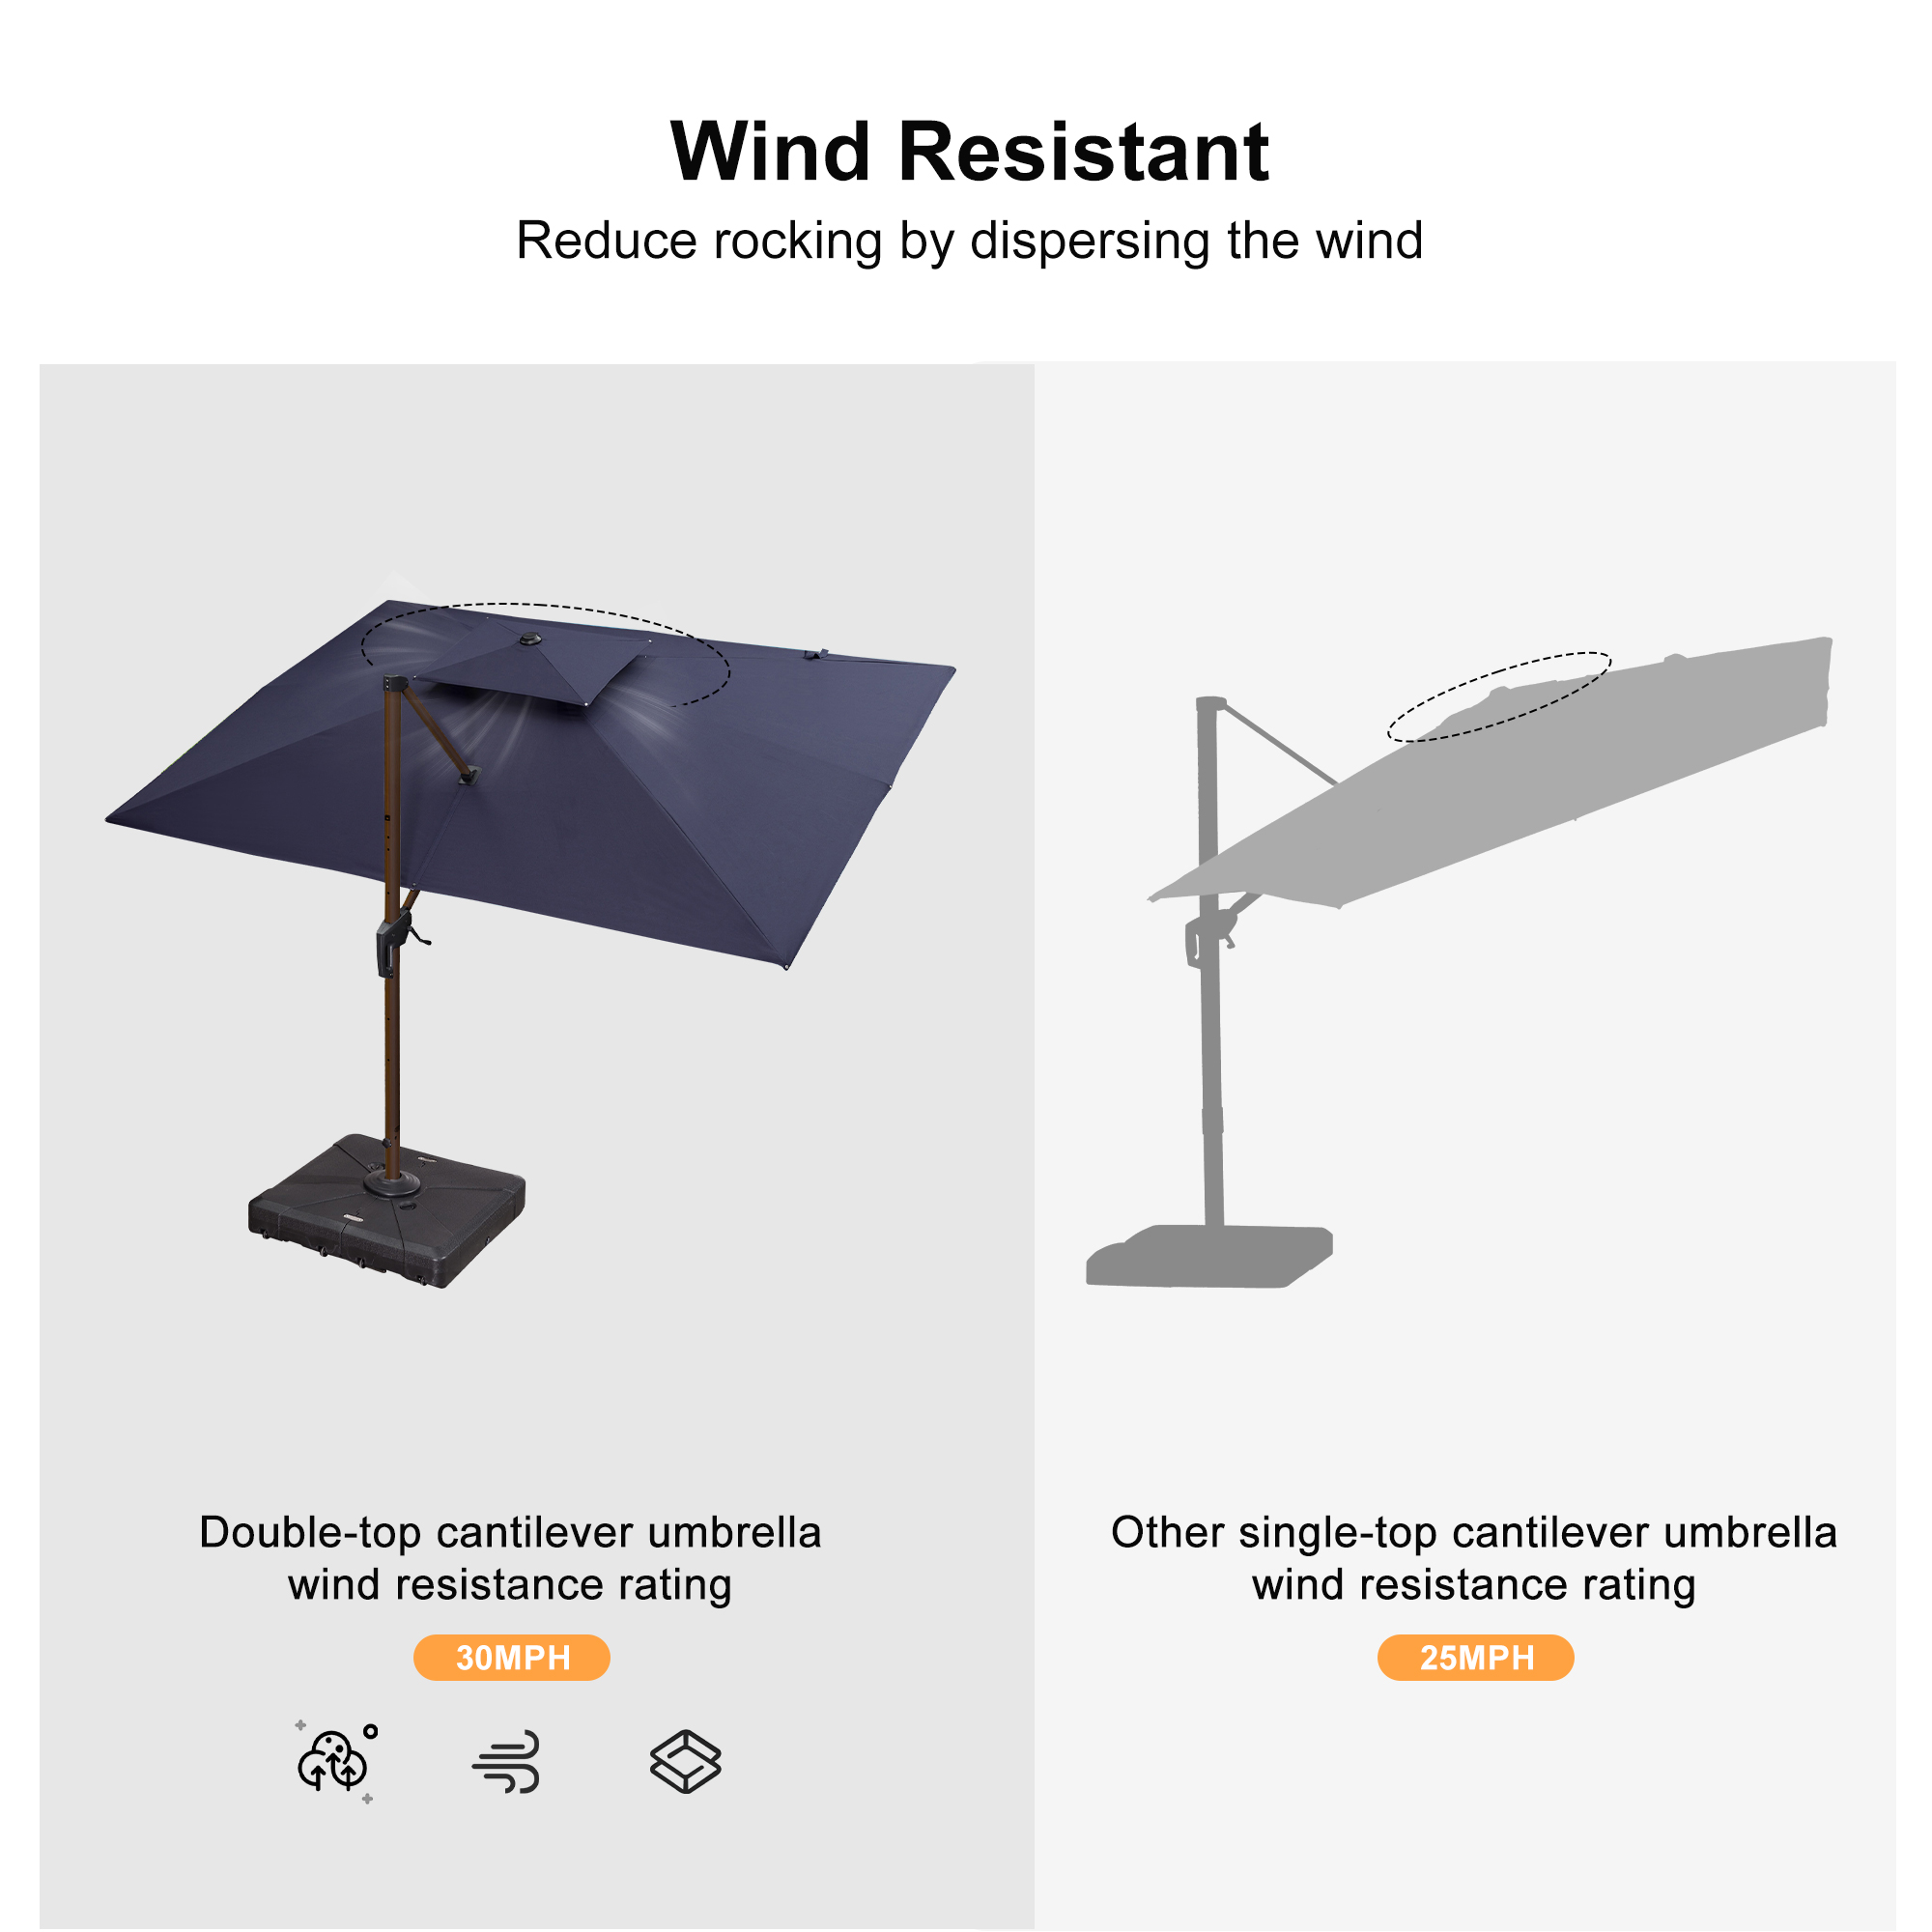 Wind Resistant
Reduce rocking by dispersing the wind
Double-top cantilever umbrella
wind resistance rating
30MPH
Other single-top cantilever umbrella
wind resistance rating
25MPH